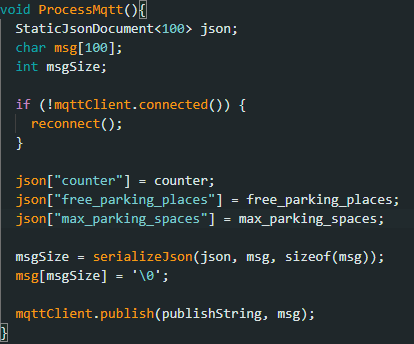 void ProcessMqtt(){
  StaticJsonDocument<100> json;
  char msg[100];
  int msgSize;

  if (!mqttClient.connected()) {
    reconnect();
  }

  json["counter"] = counter;
  json["free_parking_places"] = free_parking_places;
  json["max_parking_spaces"] = max_parking_spaces;

  msgSize = serializeJson(json, msg, sizeof(msg));
  msg[msgSize] = '\0';

  mqttClient.publish(publishString, msg);
}